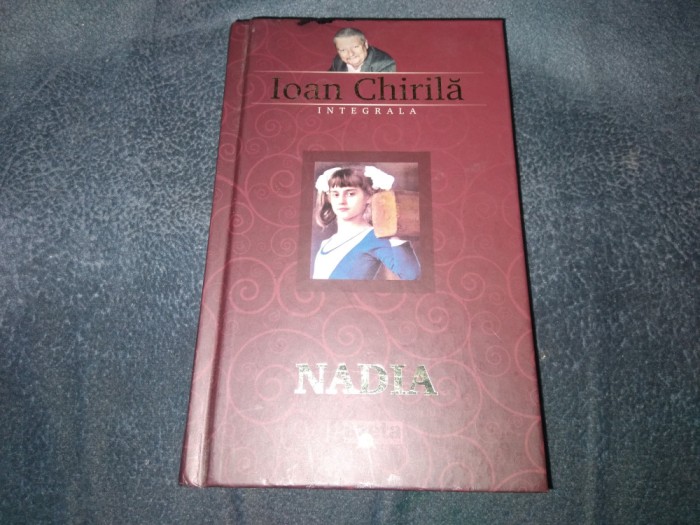 Ioan Chirilă
INTEGRALA
NADIA